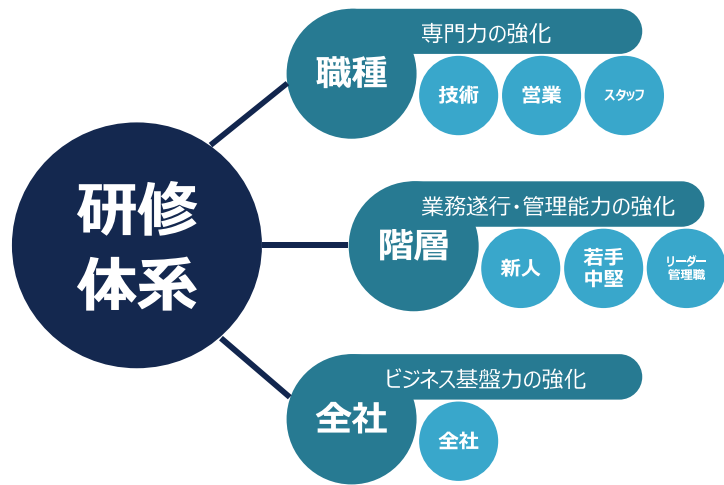 研修
体系
専門力の強化
職種
技術
営業
スタッフ
業務遂行・管理能力の強化
階層
新人
若手
中堅
リーダー
管理職
ビジネス基盤力の強化
全社
全社